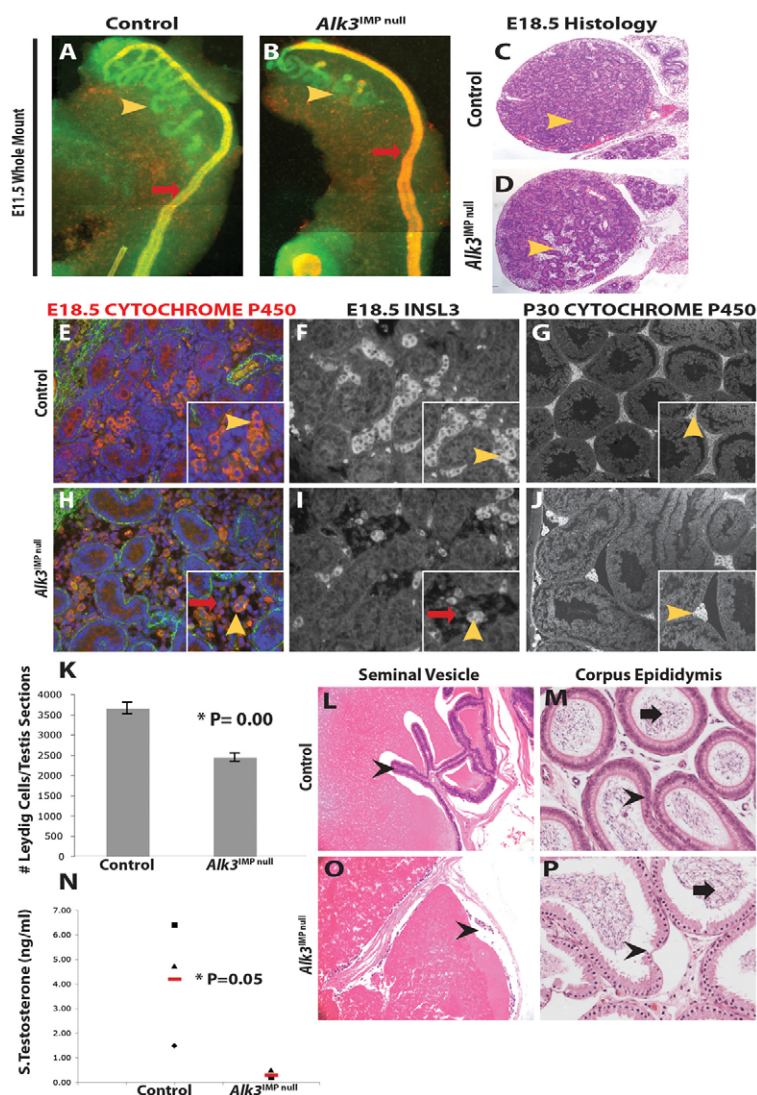 Control
Alk3IMP null
E18.5 Histology
E11.5 Whole Mount
A
B
C
Control
D
Alk3IMP null
E18.5 CYTOCHROME P450
E18.5 INSL3
P30 CYTOCHROME P450
Control
E
F
G
Alk3IMP null
H
I
J
K
# Leydig Cells/Testis Sections
4000
3500
3000
2500
2000
1500
1000
500
0
* P= 0.00
Control
Alk3IMP null
Seminal Vesicle
Corpus Epididymis
Control
L
M
Alk3IMP null
O
P
N
S.Testosterone (ng/ml)
7.00
6.00
5.00
4.00
3.00
2.00
1.00
0.00
* P=0.05
Control
Alk3IMP null